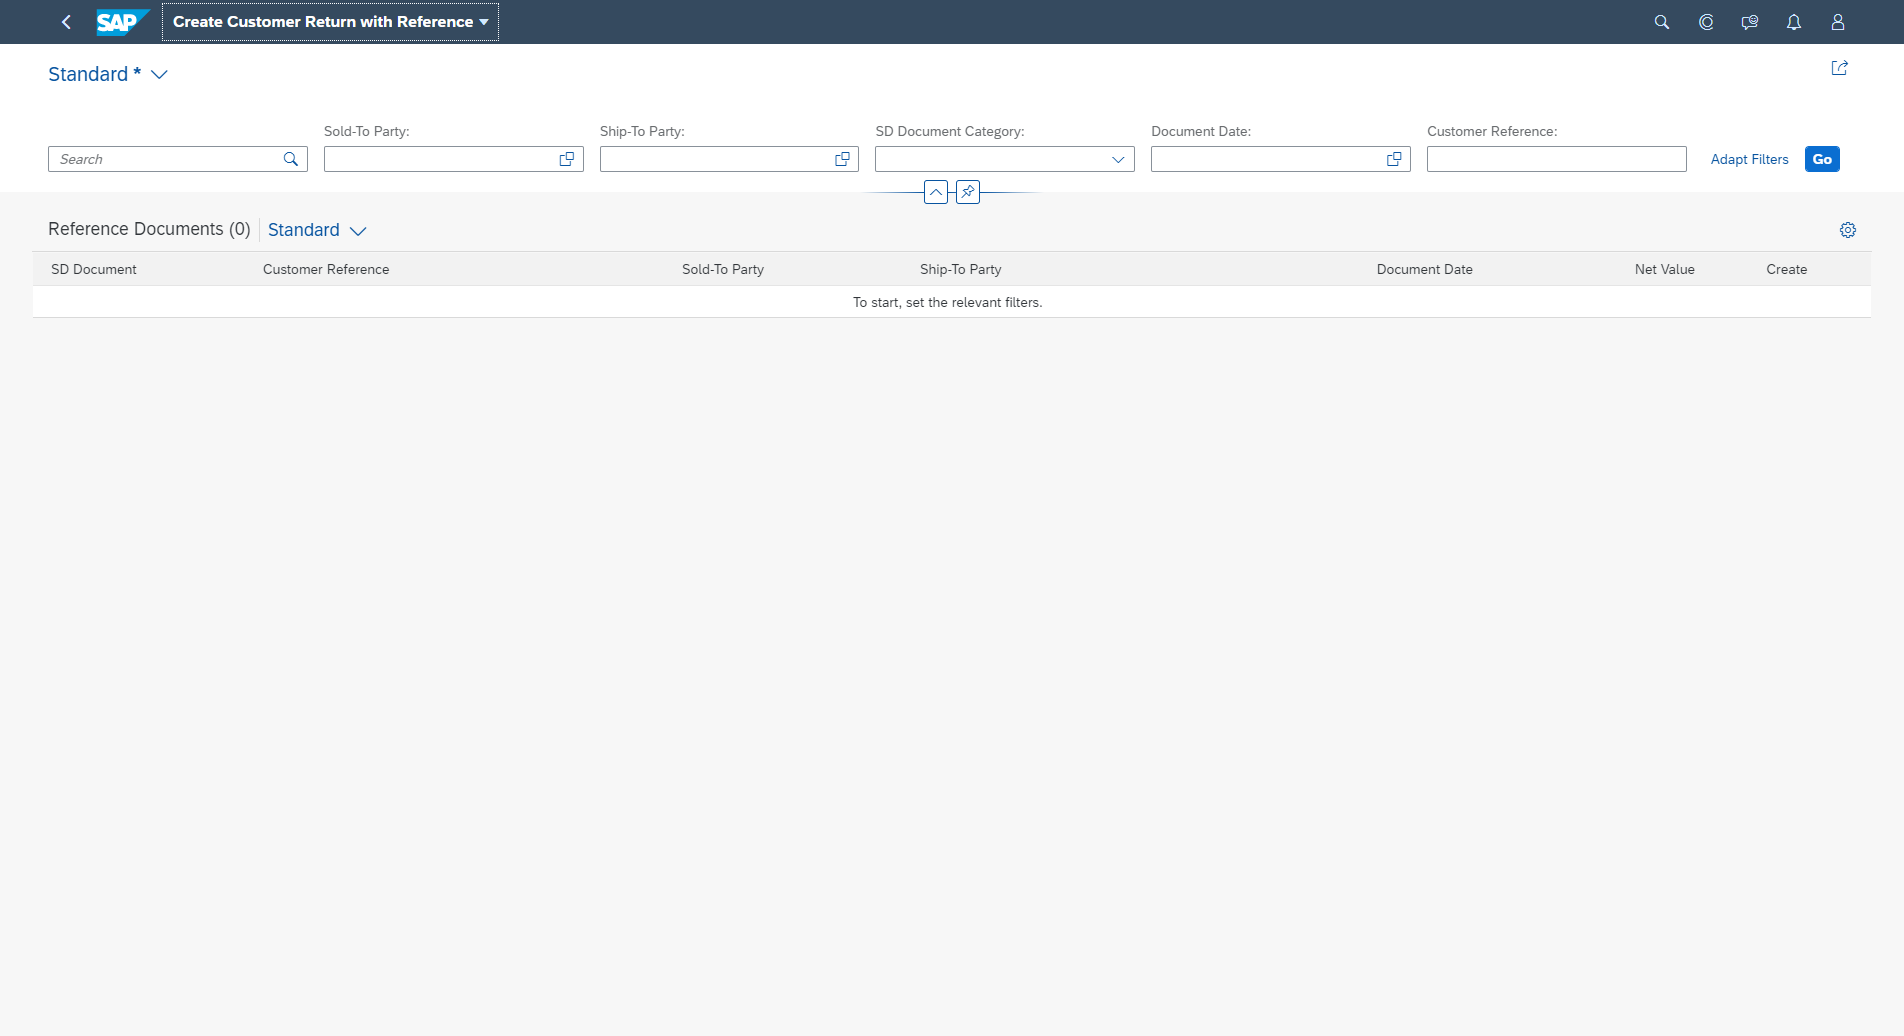 SAP Create Customer Return with Reference
Standard *
Sold-To Party: Ship-To Party: SD Document Category: Document Date: Customer Reference:
Search Adapt Filters Go
Reference Documents (0) Standard
SD Document Customer Reference Sold-To Party Ship-To Party Document Date Net Value Create
To start, set the relevant filters.